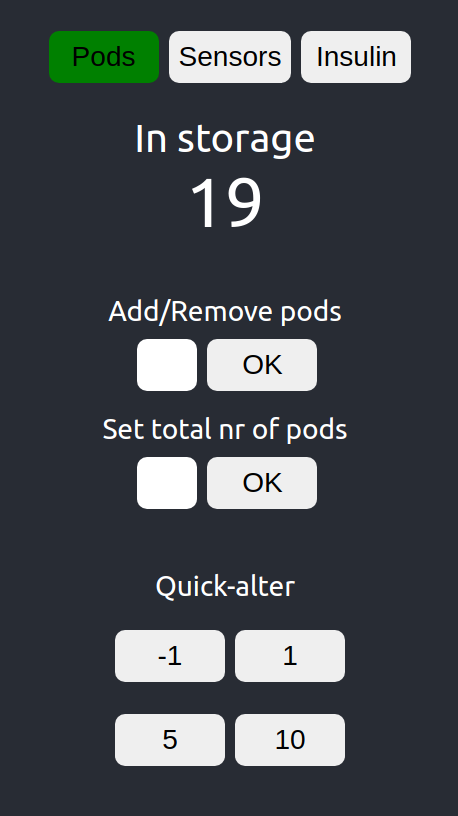 Pods Sensors Insulin
In storage
19
Add/Remove pods
OK
Set total nr of pods
OK
Quick-alter
-1 1
5 10